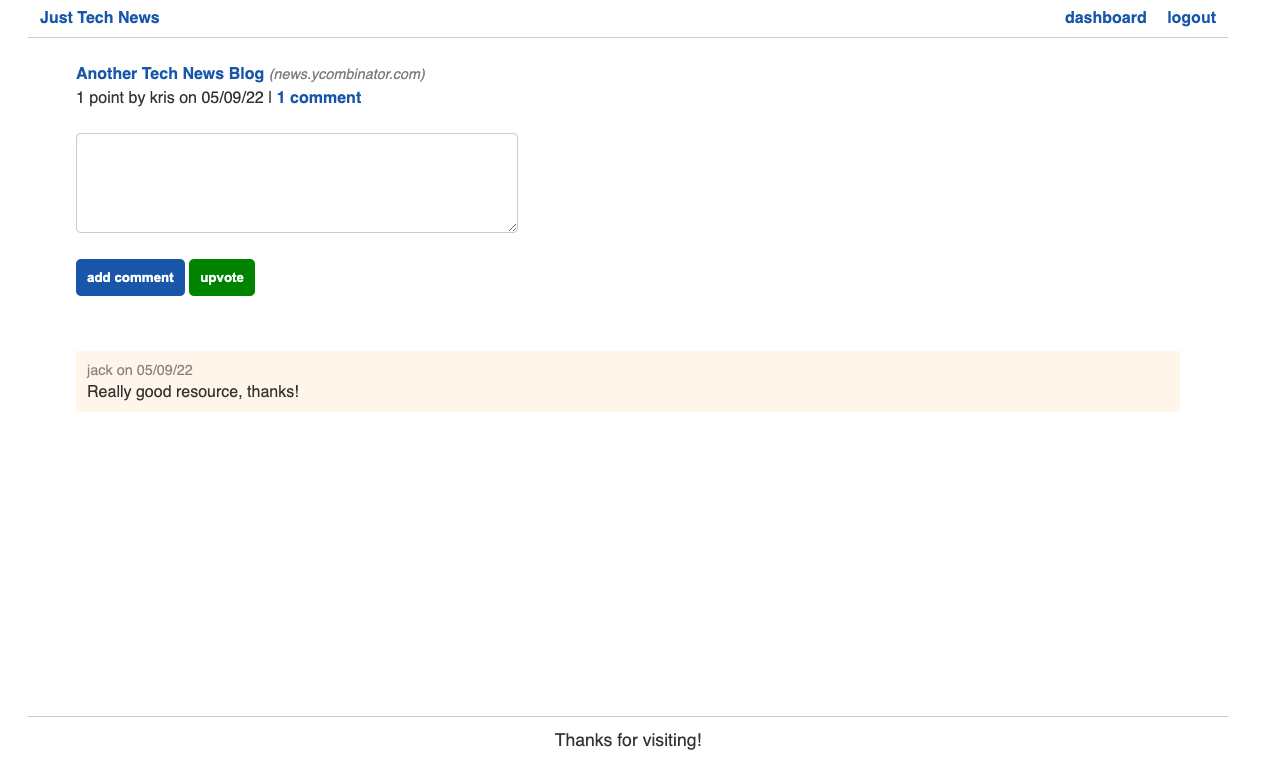 Just Tech News dashboard logout
Another Tech News Blog (news.ycombinator.com)
1 point by kris on 05/09/22 | 1 comment
add comment upvote
jack on 05/09/22
Really good resource, thanks!
Thanks for visiting!